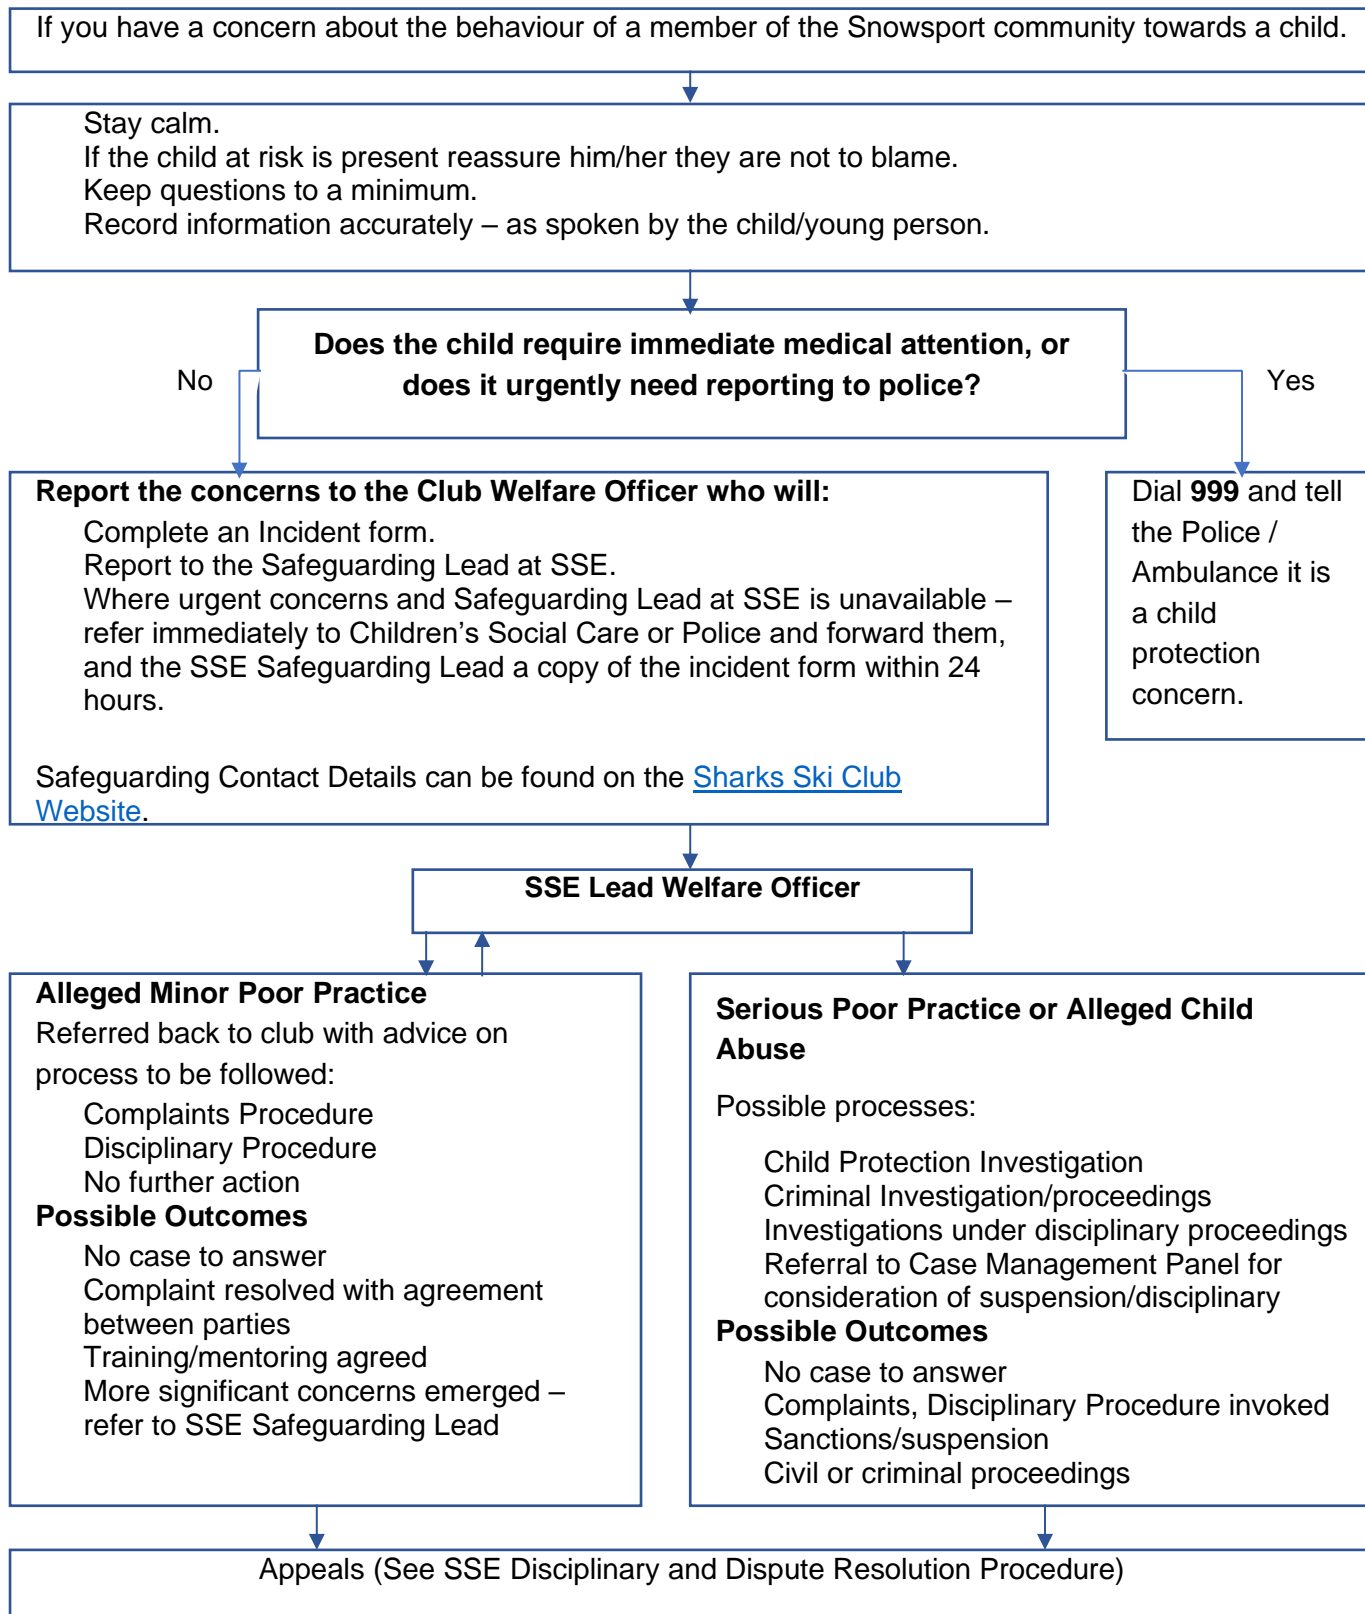 If you have a concern about the behaviour of a member of the Snowsport community towards a child.
Stay calm.
If the child at risk is present reassure him/her they are not to blame.
Keep questions to a minimum.
Record information accurately – as spoken by the child/young person.
Does the child require immediate medical attention, or
does it urgently need reporting to police?
No
Yes
Report the concerns to the Club Welfare Officer who will:
Complete an Incident form.
Report to the Safeguarding Lead at SSE.
Where urgent concerns and Safeguarding Lead at SSE is unavailable –
refer immediately to Children’s Social Care or Police and forward them,
and the SSE Safeguarding Lead a copy of the incident form within 24
hours.
Safeguarding Contact Details can be found on the Sharks Ski Club
Website.
Dial 999 and tell
the Police /
Ambulance it is
a child
protection
concern.
SSE Lead Welfare Officer
Alleged Minor Poor Practice
Referred back to club with advice on
process to be followed:
Complaints Procedure
Disciplinary Procedure
No further action
Possible Outcomes
No case to answer
Complaint resolved with agreement
between parties
Training/mentoring agreed
More significant concerns emerged –
refer to SSE Safeguarding Lead
Serious Poor Practice or Alleged Child
Abuse
Possible processes:
Child Protection Investigation
Criminal Investigation/proceedings
Investigations under disciplinary proceedings
Referral to Case Management Panel for
consideration of suspension/disciplinary
Possible Outcomes
No case to answer
Complaints, Disciplinary Procedure invoked
Sanctions/suspension
Civil or criminal proceedings
Appeals (See SSE Disciplinary and Dispute Resolution Procedure)